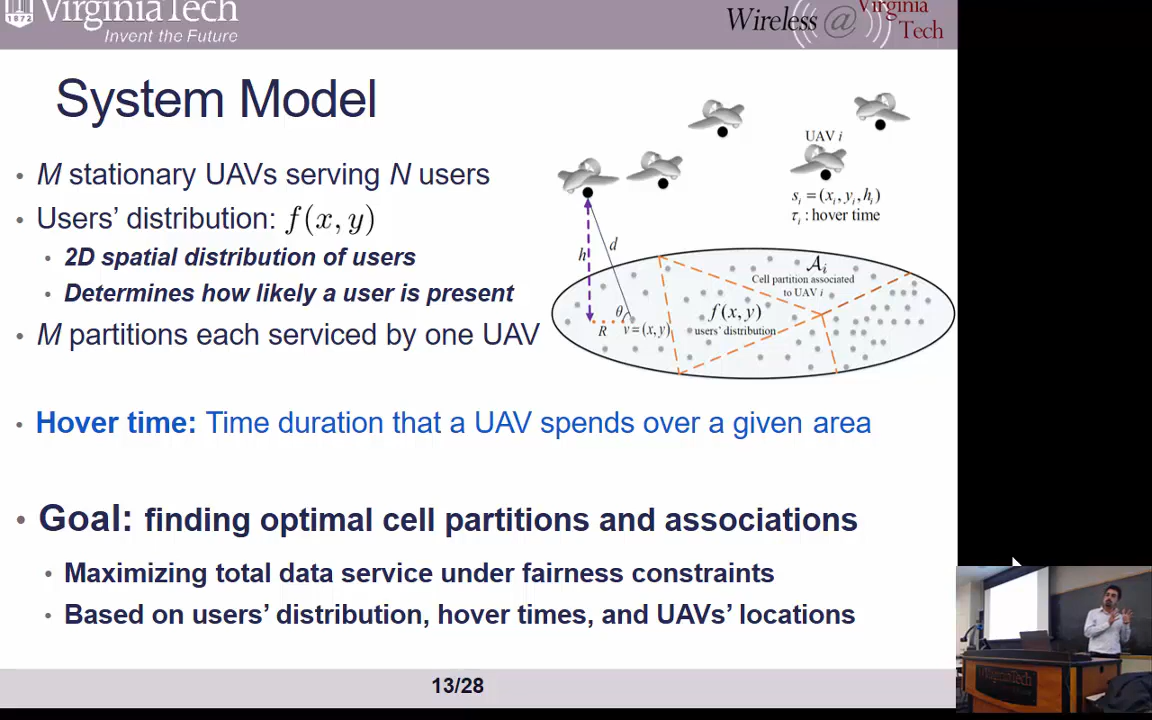 VirginiaTech
1872
Invent the Future
Wireless @ Virginia Tech
System Model
• M stationary UAVs serving N users
• Users' distribution: f(x, y)
• 2D spatial distribution of users
• Determines how likely a user is present
• M partitions each serviced by one UAV
UAV i
s_i = (x_i, y_i, h_i)
τ_i : hover time
h
d
θ
R
v = (x, y)
A_i
Cell partition associated
to UAV i
f(x, y)
users' distribution
• Hover time: Time duration that a UAV spends over a given area
• Goal: finding optimal cell partitions and associations
• Maximizing total data service under fairness constraints
• Based on users' distribution, hover times, and UAVs' locations
13/28
VirginiaTech